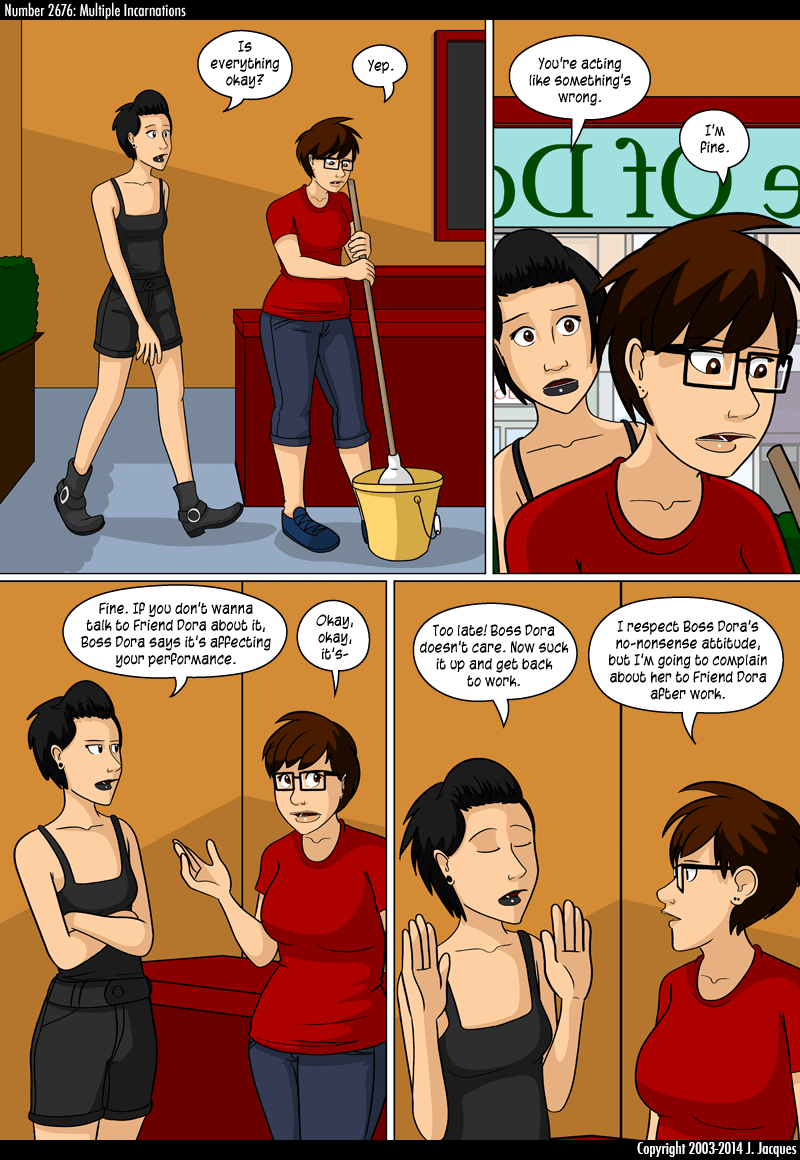 Number 2676: Multiple Incarnations
Is
everything
okay?
Yep.
You're acting
like something's
wrong.
I'm
fine.
e Of Do
Fine. If you don't wanna
talk to Friend Dora about it,
Boss Dora says it's affecting
your performance.
Okay,
okay,
it's-
Too late! Boss Dora
doesn't care. Now suck
it up and get back
to work.
I respect Boss Dora's
no-nonsense attitude,
but I'm going to complain
about her to Friend Dora
after work.
Copyright 2003-2014 J. Jacques